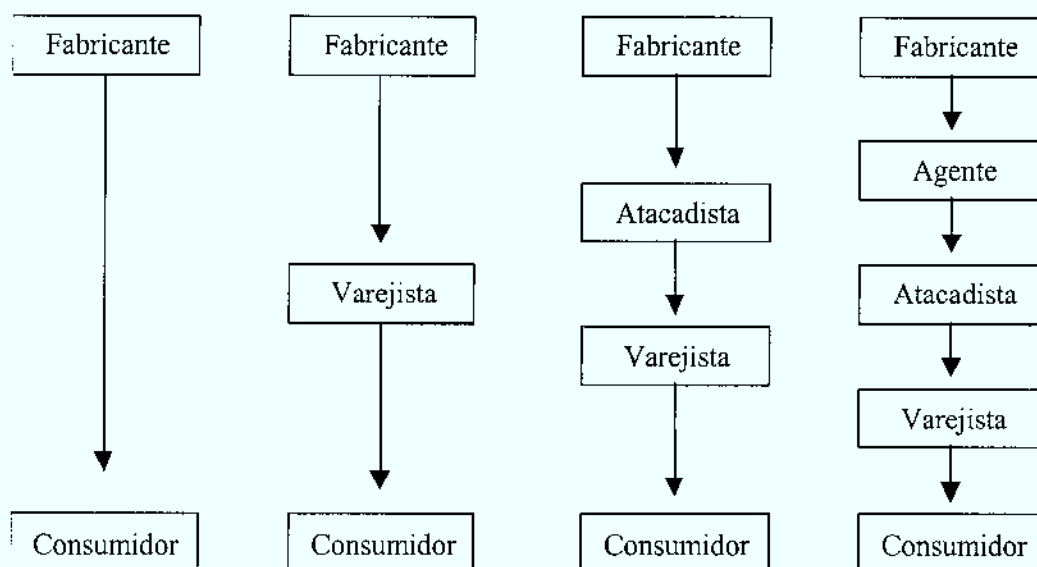 Fabricante
Fabricante
Fabricante
Fabricante
Agente
Atacadista
Varejista
Atacadista
Varejista
Varejista
Consumidor
Consumidor
Consumidor
Consumidor